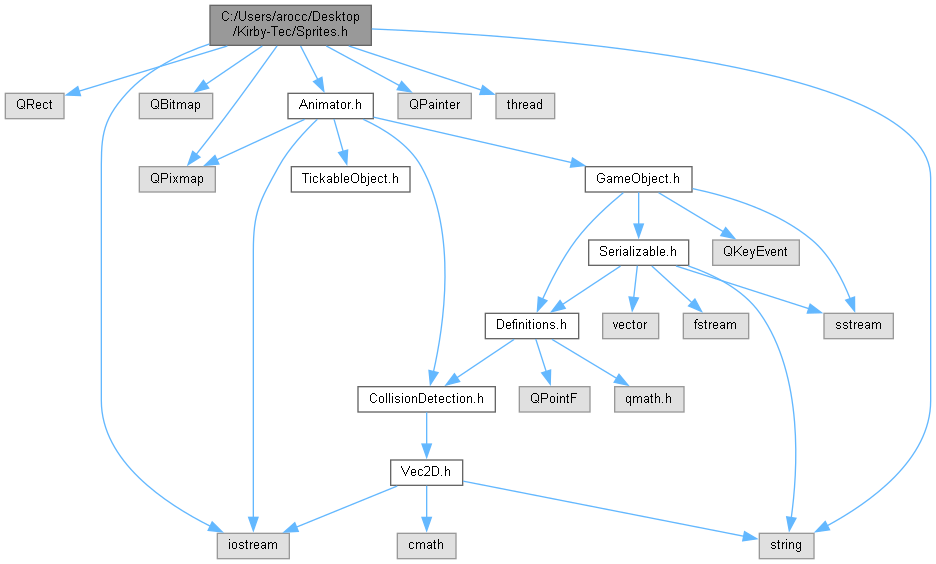 C:/Users/arocc/Desktop
/Kirby-Tec/Sprites.h
QRect
QBitmap
Animator.h
QPainter
thread
QPixmap
TickableObject.h
GameObject.h
Serializable.h
QKeyEvent
Definitions.h
vector
fstream
sstream
CollisionDetection.h
QPointF
qmath.h
Vec2D.h
iostream
cmath
string